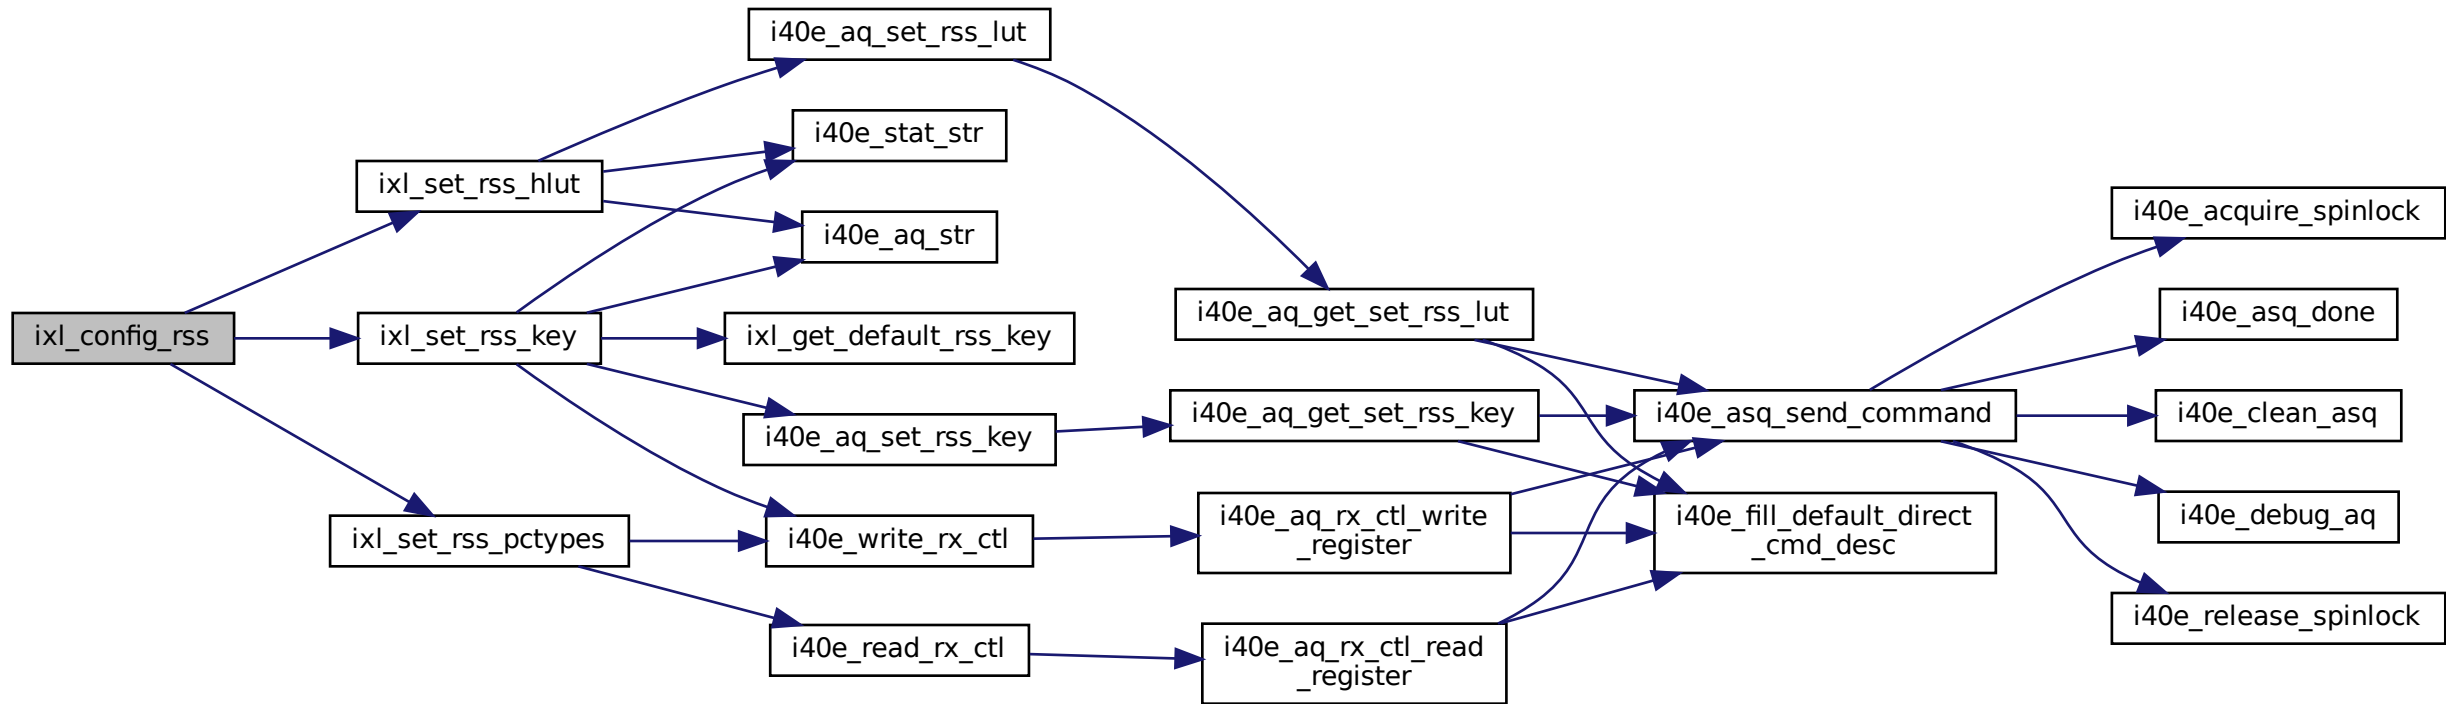 ixl_config_rss
ixl_set_rss_hlut
ixl_set_rss_key
ixl_set_rss_pctypes
i40e_aq_set_rss_lut
i40e_stat_str
i40e_aq_str
ixl_get_default_rss_key
i40e_aq_set_rss_key
i40e_write_rx_ctl
i40e_read_rx_ctl
i40e_aq_get_set_rss_lut
i40e_aq_get_set_rss_key
i40e_aq_rx_ctl_write
_register
i40e_aq_rx_ctl_read
_register
i40e_asq_send_command
i40e_fill_default_direct
_cmd_desc
i40e_acquire_spinlock
i40e_asq_done
i40e_clean_asq
i40e_debug_aq
i40e_release_spinlock